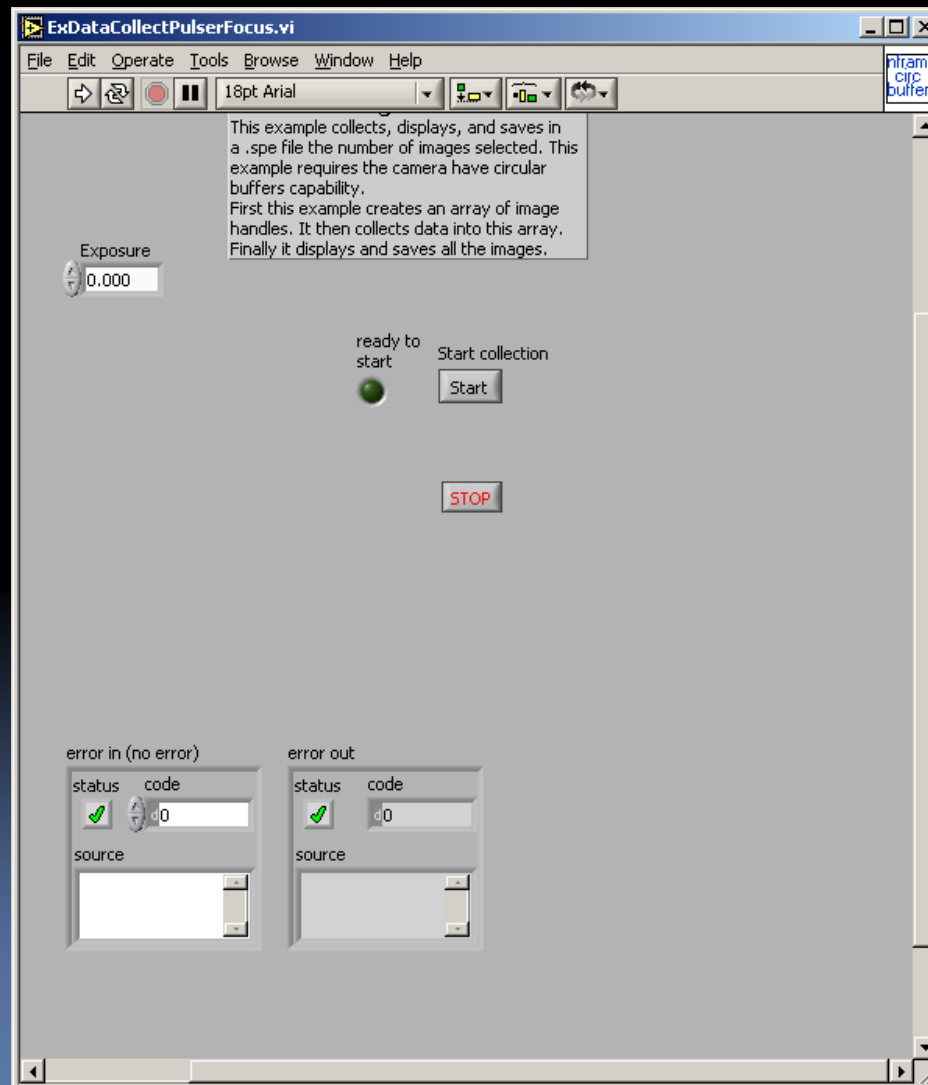 ExDataCollectPulserFocus.vi
File Edit Operate Tools Browse Window Help
18pt Arial
circ
buffer
This example collects, displays, and saves in
a .spe file the number of images selected. This
example requires the camera have circular
buffers capability.
First this example creates an array of image
handles. It then collects data into this array.
Finally it displays and saves all the images.
Exposure
0.000
ready to
start
Start collection
Start
STOP
error in (no error)
status code
d0
source
error out
status code
d0
source